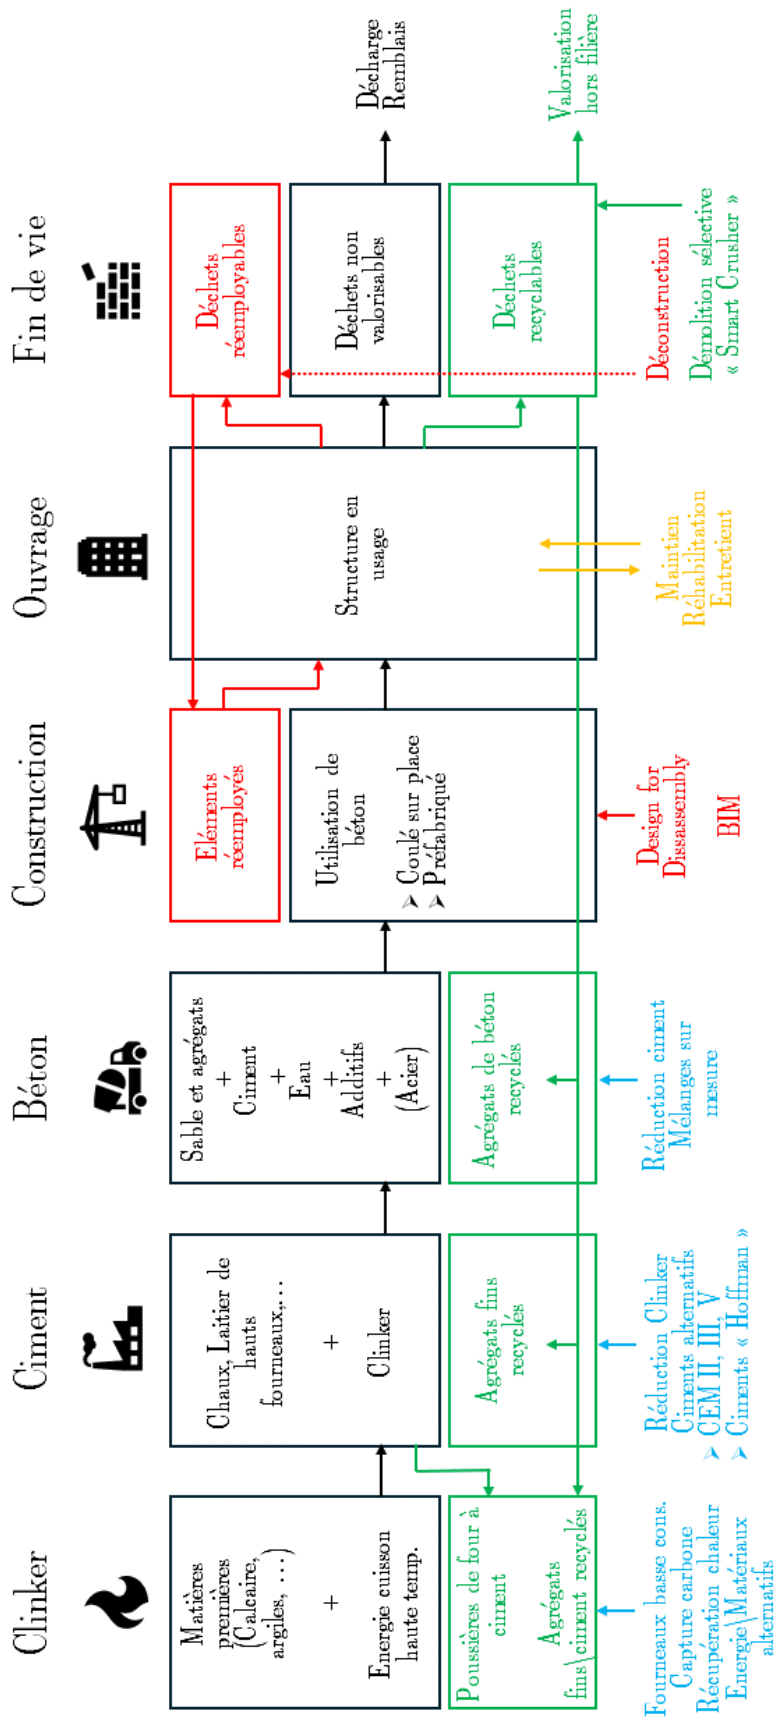 Clinker
Matières
premières
(Calcaire,
argiles, …)
+
Energie cuisson
haute temp.
Poussières de four à
ciment
Agrégats
fins\ciment recyclés
Fourneaux basse cons.
Capture carbone
Récupération chaleur
Energie\Matériaux
alternatifs
Ciment
Chaux, Laitier de
hauts
fourneaux,…
+
Clinker
Agrégats fins
recyclés
Réduction Clinker
Ciments alternatifs
➢ CEM II, III, V
➢ Ciments « Hoffman »
Béton
Sable et agrégats
+
Ciment
+
Eau
+
Additifs
+
(Acier)
Agrégats de béton
recyclés
Réduction ciment
Mélanges sur
mesure
Construction
Eléments
réemployés
Utilisation de
béton
➢ Coulé sur place
➢ Préfabriqué
Design for
Dissassembly
BIM
Ouvrage
Structure en
usage
Maintien
Réhabilitation
Entretient
Fin de vie
Déchets
réemployables
Déchets non
valorisables
Déchets
recyclables
Déconstruction
Démolition sélective
« Smart Crusher »
Décharge
Remblais
Valorisation
hors filière